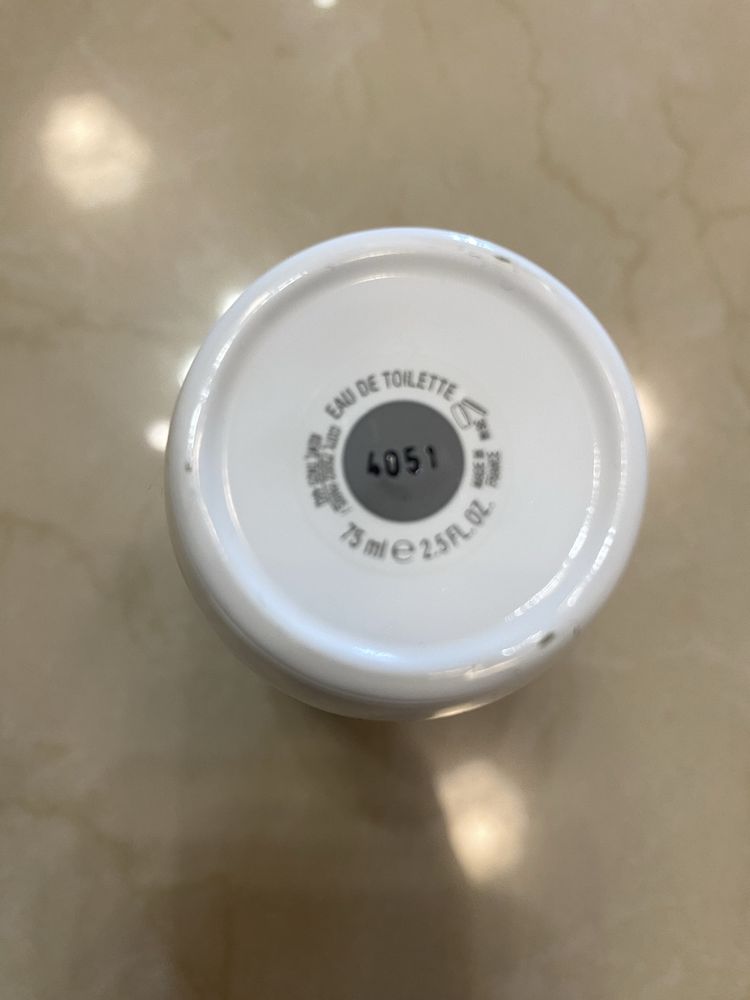 EAU DE TOILETTE
4051
MADE IN
FRANCE
75 ml e 2.5 FL.OZ.